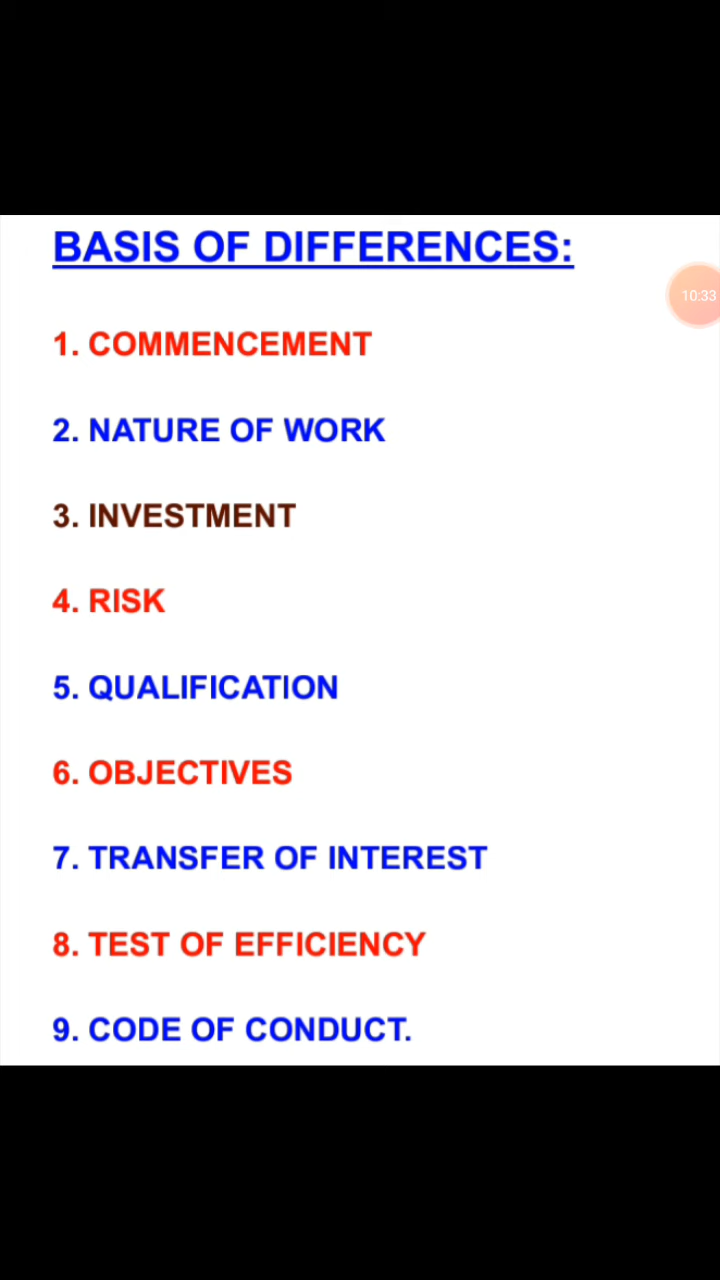 BASIS OF DIFFERENCES:
10:33
1. COMMENCEMENT
2. NATURE OF WORK
3. INVESTMENT
4. RISK
5. QUALIFICATION
6. OBJECTIVES
7. TRANSFER OF INTEREST
8. TEST OF EFFICIENCY
9. CODE OF CONDUCT.